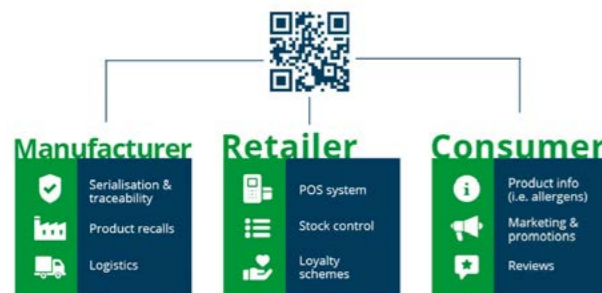 Manufacturer
Serialisation &
traceability
Product recalls
Logistics
Retailer
POS system
Stock control
Loyalty
schemes
Consumer
Product info
(i.e. allergens)
Marketing &
promotions
Reviews